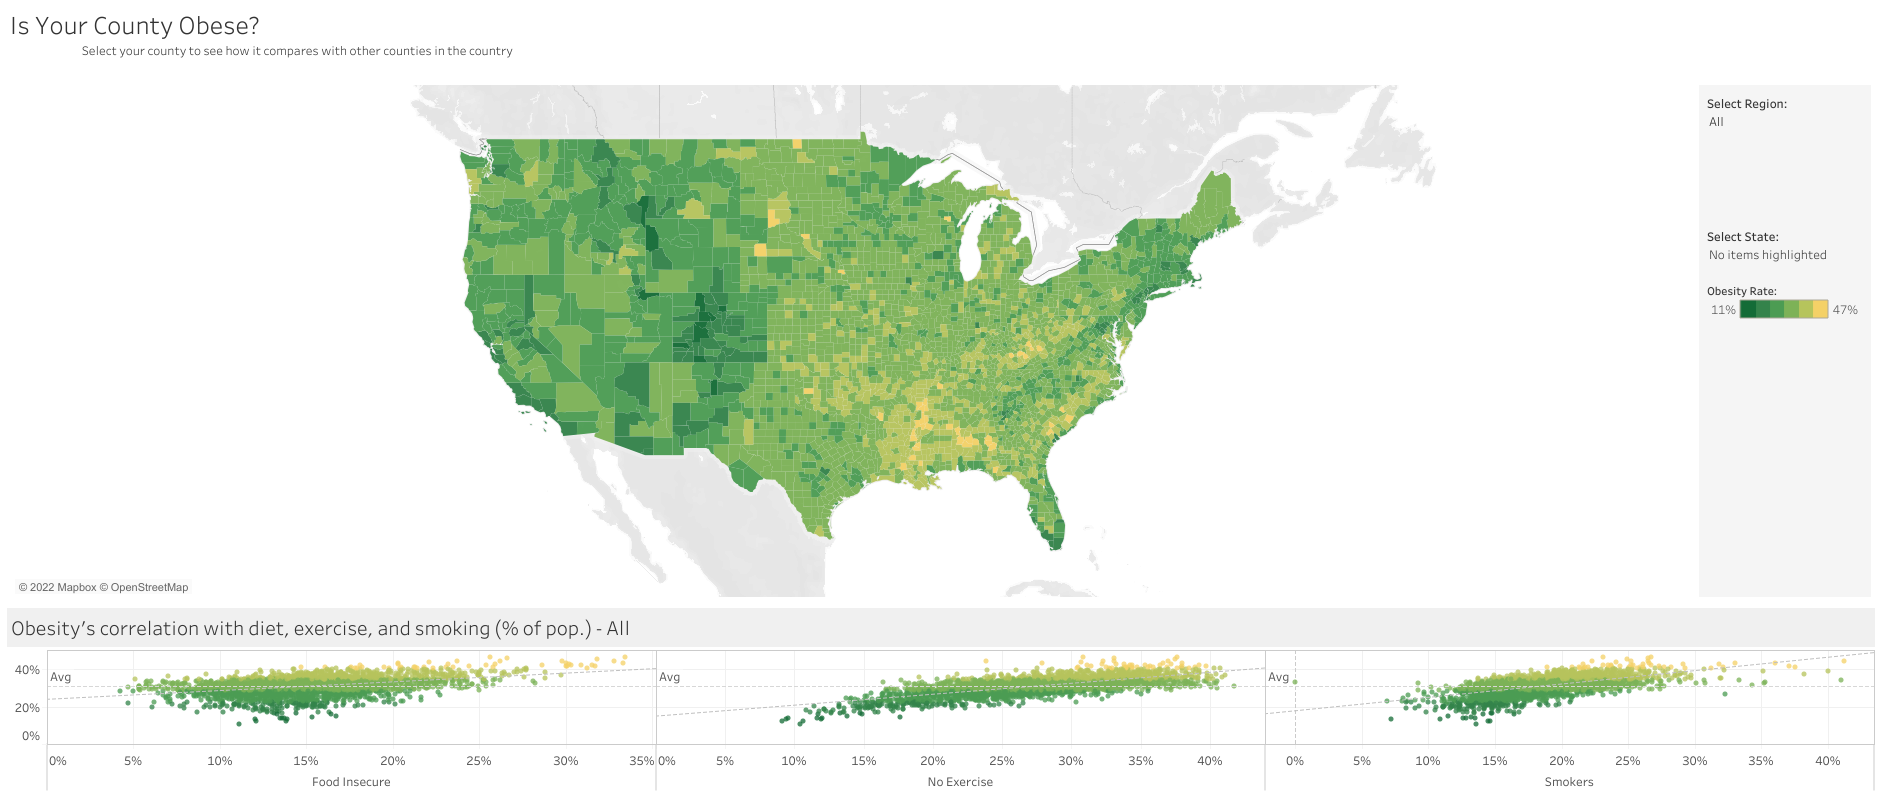 Is Your County Obese?
Select your county to see how it compares with other counties in the country
Select Region:
All
Select State:
No items highlighted
Obesity Rate:
11% 47%
© 2022 Mapbox © OpenStreetMap
Obesity's correlation with diet, exercise, and smoking (% of pop.) - All
40%
20%
0%
Avg Avg Avg
0% 5% 10% 15% 20% 25% 30% 35% 0% 5% 10% 15% 20% 25% 30% 35% 40% 0% 5% 10% 15% 20% 25% 30% 35% 40%
Food Insecure No Exercise Smokers